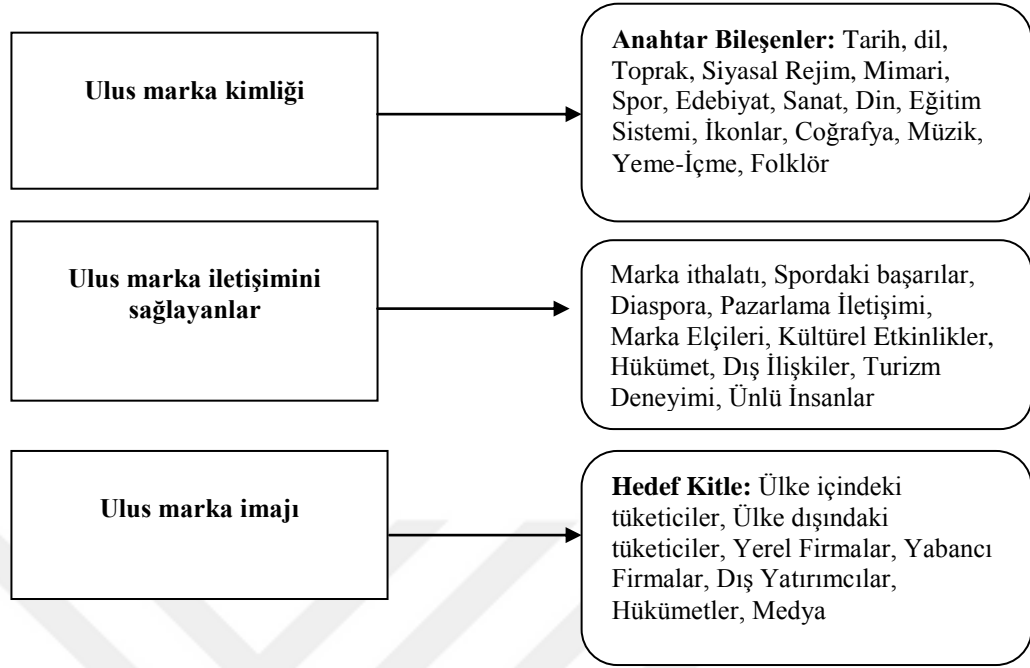 Ulus marka kimliği
Anahtar Bileşenler: Tarih, dil,
Toprak, Siyasal Rejim, Mimari,
Spor, Edebiyat, Sanat, Din, Eğitim
Sistemi, İkonlar, Coğrafya, Müzik,
Yeme-İçme, Folklör
Ulus marka iletişimini
sağlayanlar
Marka ithalatı, Spordaki başarılar,
Diaspora, Pazarlama İletişimi,
Marka Elçileri, Kültürel Etkinlikler,
Hükümet, Dış İlişkiler, Turizm
Deneyimi, Ünlü İnsanlar
Ulus marka imajı
Hedef Kitle: Ülke içindeki
tüketiciler, Ülke dışındaki
tüketiciler, Yerel Firmalar, Yabancı
Firmalar, Dış Yatırımcılar,
Hükümetler, Medya